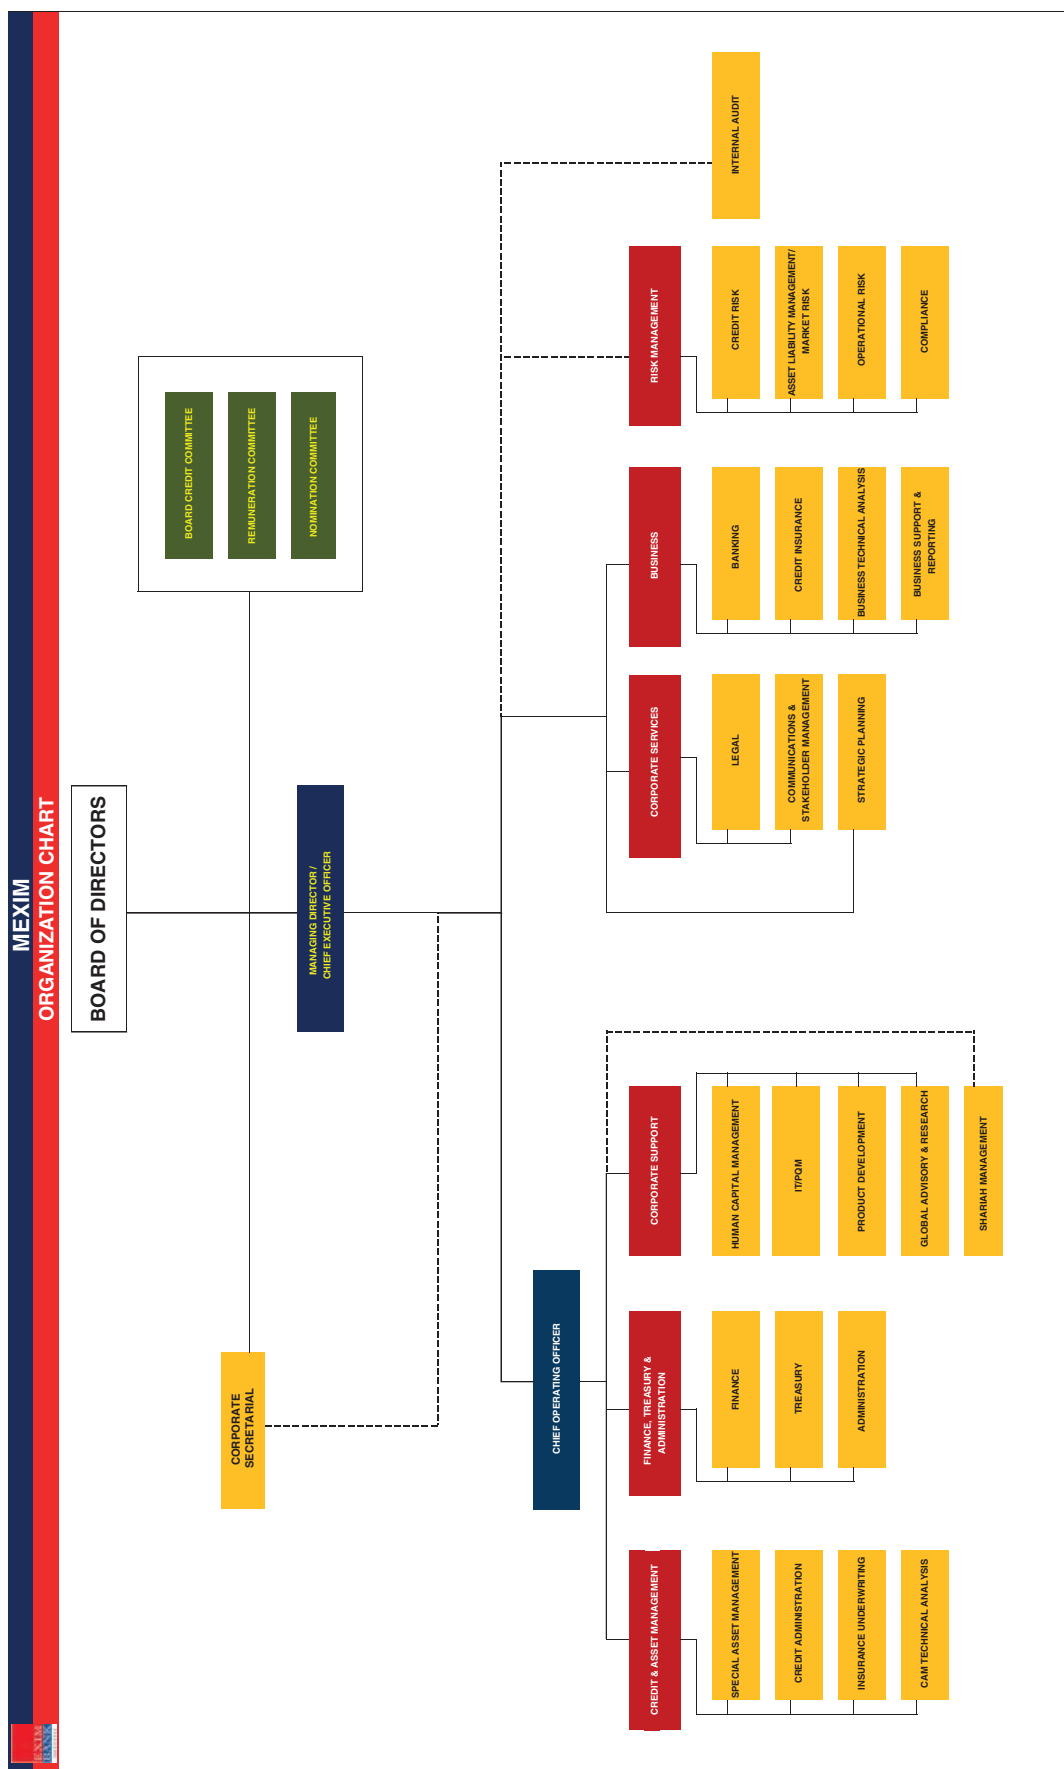 MEXIM
ORGANIZATION CHART
EXIM
BANK
BOARD OF DIRECTORS
BOARD CREDIT COMMITTEE
REMUNERATION COMMITTEE
NOMINATION COMMITTEE
CORPORATE
SECRETARIAL
MANAGING DIRECTOR /
CHIEF EXECUTIVE OFFICER
CHIEF OPERATING OFFICER
CREDIT & ASSET MANAGEMENT
SPECIAL ASSET MANAGEMENT
CREDIT ADMINISTRATION
INSURANCE UNDERWRITING
CAM TECHNICAL ANALYSIS
FINANCE, TREASURY &
ADMINISTRATION
FINANCE
TREASURY
ADMINISTRATION
CORPORATE SUPPORT
HUMAN CAPITAL MANAGEMENT
IT/PQM
PRODUCT DEVELOPMENT
GLOBAL ADVISORY & RESEARCH
SHARIAH MANAGEMENT
CORPORATE SERVICES
LEGAL
COMMUNICATIONS &
STAKEHOLDER MANAGEMENT
STRATEGIC PLANNING
BUSINESS
BANKING
CREDIT INSURANCE
BUSINESS TECHNICAL ANALYSIS
BUSINESS SUPPORT &
REPORTING
RISK MANAGEMENT
CREDIT RISK
ASSET LIABILITY MANAGEMENT/
MARKET RISK
OPERATIONAL RISK
COMPLIANCE
INTERNAL AUDIT